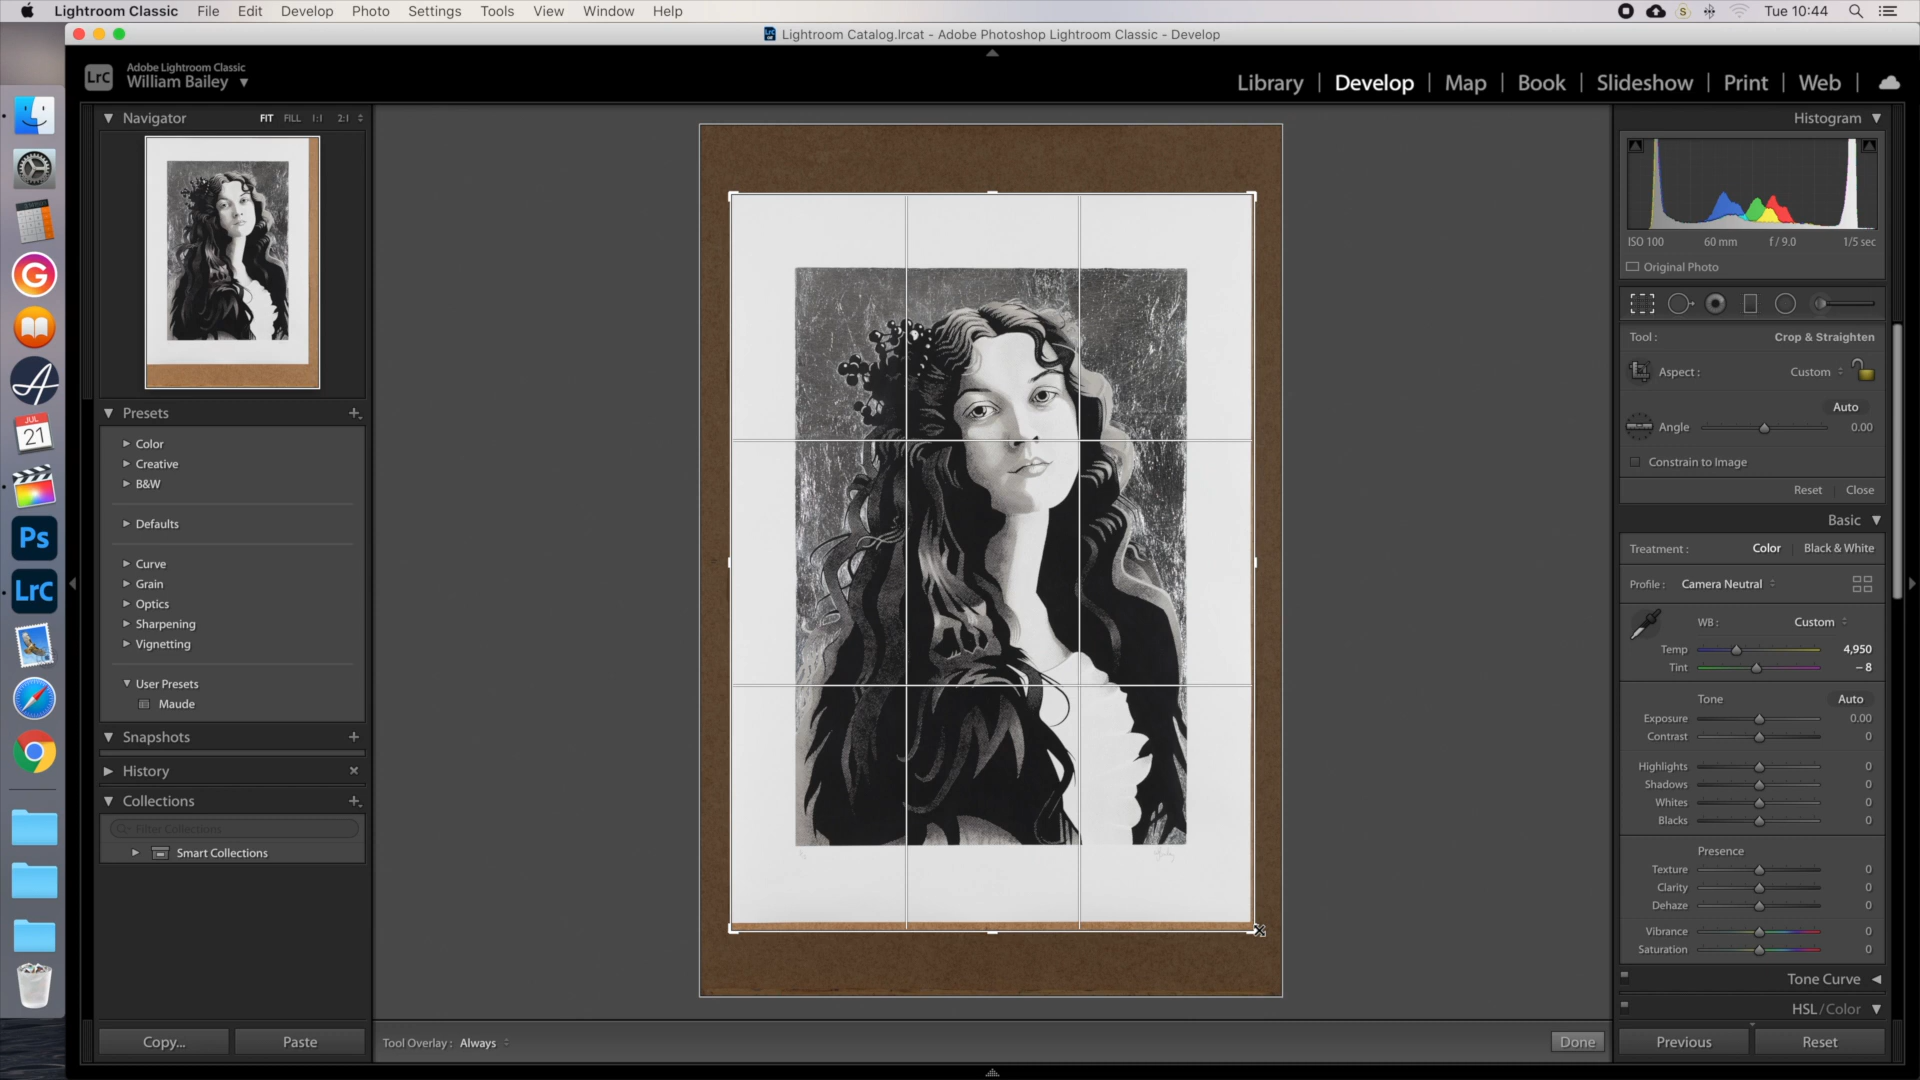 Lightroom Classic File Edit Develop Photo Settings Tools View Window Help Tue 10:44
Lightroom Catalog.lrcat - Adobe Photoshop Lightroom Classic - Develop
LrC Adobe Lightroom Classic
William Bailey
Library | Develop | Map | Book | Slideshow | Print | Web
Navigator FIT FILL 1:1 2:1
Presets +
Color
Creative
B&W
Defaults
Curve
Grain
Optics
Sharpening
Vignetting
User Presets
Maude
Snapshots +
History ×
Collections +
Filter Collections
Smart Collections
Copy... Paste
Tool Overlay : Always
Done
Histogram
ISO 100 60 mm f / 9.0 1/5 sec
Original Photo
Tool : Crop & Straighten
Aspect : Custom
Auto
Angle 0.00
Constrain to Image
Reset Close
Basic
Treatment : Color Black & White
Profile : Camera Neutral
WB : Custom
Temp 4,950
Tint – 8
Tone Auto
Exposure 0.00
Contrast 0
Highlights 0
Shadows 0
Whites 0
Blacks 0
Presence
Texture 0
Clarity 0
Dehaze 0
Vibrance 0
Saturation 0
Tone Curve
HSL / Color
Previous Reset
JUL
21
Ps
LrC